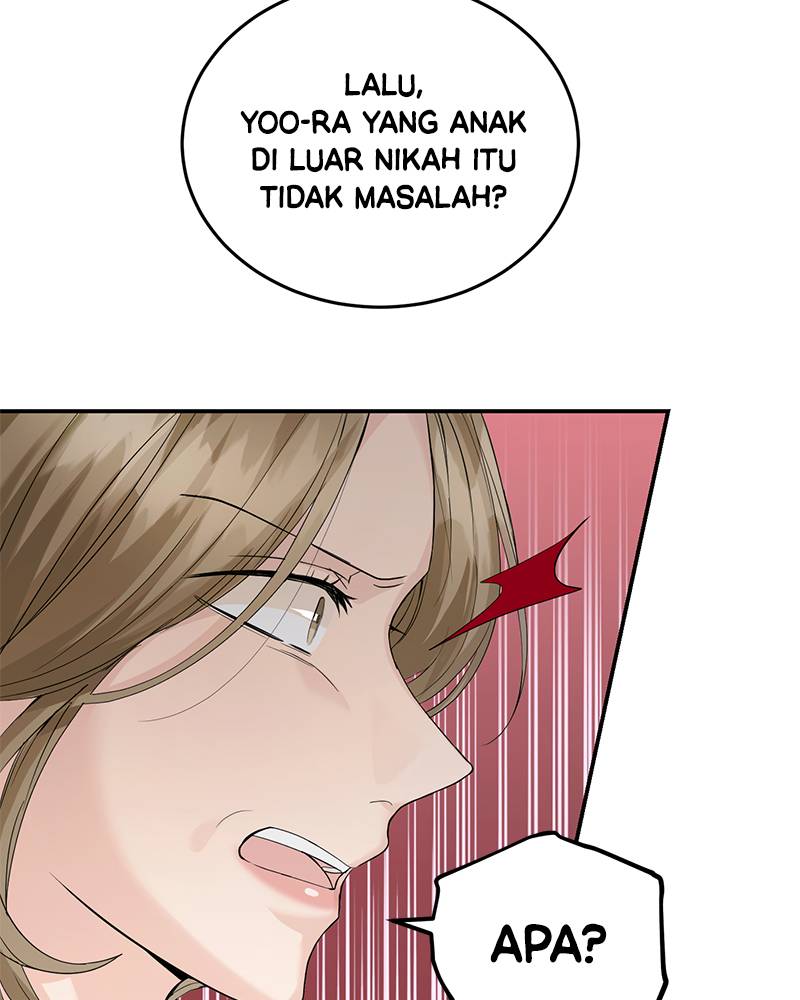 LALU,
YOO-RA YANG ANAK
DI LUAR NIKAH ITU
TIDAK MASALAH?
APA?